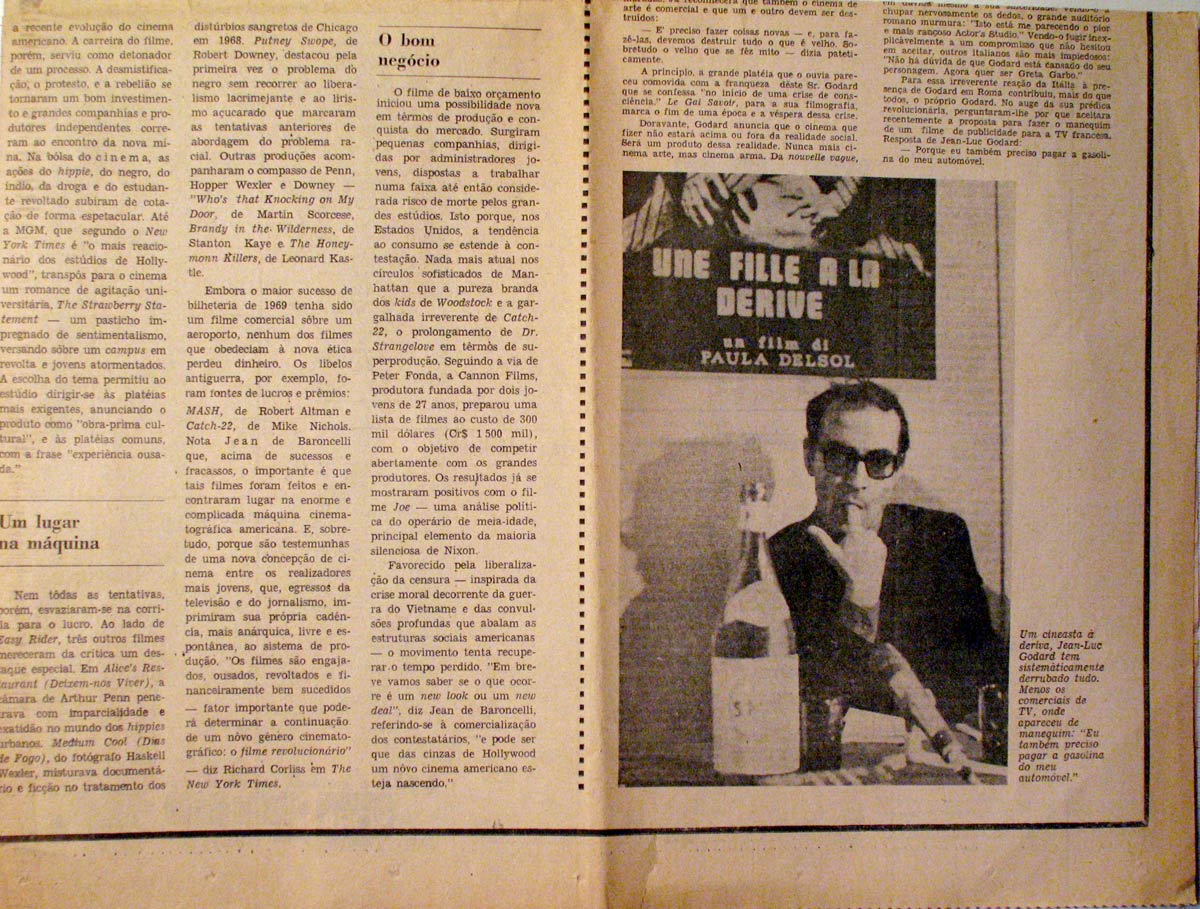 a recente evolução do cinema
americano. A carreira do filme,
porém, serviu como detonador
de um processo. A desmistifica-
ção, o protesto, e a rebelião se
tornaram um bom investimen-
to e grandes companhias e pro-
dutores independentes corre-
ram ao encontro da nova mi-
na. Na bôlsa do cinema, as
ações do hippie, do negro, do
índio, da droga e do estudan-
te revoltado subiram de cota-
ção de forma espetacular. Até
a MGM, que segundo o New
York Times é "o mais reacio-
nário dos estúdios de Holly-
wood", transpôs para o cinema
um romance de agitação uni-
versitária, The Strawberry Sta-
tement — um pasticho im-
pregnado de sentimentalismo,
versando sôbre um campus em
revolta e jovens atormentados.
A escolha do tema permitiu ao
estúdio dirigir-se às platéias
mais exigentes, anunciando o
produto como "obra-prima cul-
tural", e às platéias comuns,
com a frase "experiência ousa-
da."
Um lugar
na máquina
Nem tôdas as tentativas,
porém, esvaziaram-se na corri-
da para o lucro. Ao lado de
Easy Rider, três outros filmes
mereceram da crítica um des-
taque especial. Em Alice's Res-
taurant (Deixem-nos Viver), a
câmara de Arthur Penn pene-
trava com imparcialidade e
exatidão no mundo dos hippies
urbanos. Medium Cool (Dias
de Fogo), do fotógrafo Haskell
Wexler, misturava documentá-
rio e ficção no tratamento dos
distúrbios sangretos de Chicago
em 1968. Putney Swope, de
Robert Downey, destacou pela
primeira vez o problema do
negro sem recorrer ao libera-
lismo lacrimejante e ao liris-
mo açucarado que marcaram
as tentativas anteriores de
abordagem do problema ra-
cial. Outras produções acom-
panharam o compasso de Penn,
Hopper Wexler e Downey —
"Who's that Knocking on My
Door, de Martin Scorcese,
Brandy in the Wilderness, de
Stanton Kaye e The Honey-
monn Killers, de Leonard Kas-
tle.
Embora o maior sucesso de
bilheteria de 1969 tenha sido
um filme comercial sôbre um
aeroporto, nenhum dos filmes
que obedeciam à nova ética
perdeu dinheiro. Os libelos
antiguerra, por exemplo, fo-
ram fontes de lucros e prêmios:
MASH, de Robert Altman e
Catch-22, de Mike Nichols.
Nota Jean de Baroncelli
que, acima de sucessos e
fracassos, o importante é que
tais filmes foram feitos e en-
contraram lugar na enorme e
complicada máquina cinema-
tográfica americana. E, sobre-
tudo, porque são testemunhas
de uma nova concepção de ci-
nema entre os realizadores
mais jovens, que, egressos da
televisão e do jornalismo, im-
primiram sua própria cadên-
cia, mais anárquica, livre e es-
pontânea, ao sistema de pro-
dução. "Os filmes são engaja-
dos, ousados, revoltados e fi-
nanceiramente bem sucedidos
— fator importante que pode-
rá determinar a continuação
de um nôvo gênero cinemato-
gráfico: o filme revolucionário"
— diz Richard Corliss em The
New York Times.
O bom
negócio
O filme de baixo orçamento
iniciou uma possibilidade nova
em têrmos de produção e con-
quista do mercado. Surgiram
pequenas companhias, dirigi-
das por administradores jo-
vens, dispostas a trabalhar
numa faixa até então conside-
rada risco de morte pelos gran-
des estúdios. Isto porque, nos
Estados Unidos, a tendência
ao consumo se estende à con-
testação. Nada mais atual nos
círculos sofisticados de Man-
hattan que a pureza branda
dos kids de Woodstock e a gar-
galhada irreverente de Catch-
22, o prolongamento de Dr.
Strangelove em têrmos de su-
perprodução. Seguindo a via de
Peter Fonda, a Cannon Films,
produtora fundada por dois jo-
vens de 27 anos, preparou uma
lista de filmes ao custo de 300
mil dólares (Cr$ 1 500 mil),
com o objetivo de competir
abertamente com os grandes
produtores. Os resultados já se
mostraram positivos com o fil-
me Joe — uma análise políti-
ca do operário de meia-idade,
principal elemento da maioria
silenciosa de Nixon.
Favorecido pela liberaliza-
ção da censura — inspirada da
crise moral decorrente da guer-
ra do Vietname e das convul-
sões profundas que abalam as
estruturas sociais americanas
— o movimento tenta recupe-
rar o tempo perdido. "Em bre-
ve vamos saber se o que ocor-
re é um new look ou um new
deal", diz Jean de Baroncelli,
referindo-se à comercialização
dos contestatários, "e pode ser
que das cinzas de Hollywood
um nôvo cinema americano es-
teja nascendo."
reconhecerá que também o cinema de
arte é comercial e que um e outro devem ser des-
truídos:
— E' preciso fazer coisas novas — e, para fa-
zê-las, devemos destruir tudo o que é velho. So-
bretudo o velho que se fêz mito — dizia pateti-
camente.
A princípio, a grande platéia que o ouvia pare-
ceu comovida com a franqueza dêste Sr. Godard
que se confessa "no início de uma crise de cons-
ciência." Le Gai Savoir, para a sua filmografia,
marca o fim de uma época e a véspera dessa crise.
Doravante, Godard anuncia que o cinema que
fizer não estará acima ou fora da realidade social.
Será um produto dessa realidade. Nunca mais ci-
nema arte, mas cinema arma. Da nouvelle vague,
chupar nervosamente os dedos, o grande auditório
romano murmura: "Isto está me parecendo o pior
e mais rançoso Actor's Studio." Vendo-o fugir inex-
plicàvelmente a um compromisso que não hesitou
em aceitar, outros italianos são mais impiedosos:
"Não há dúvida de que Godard está cansado do seu
personagem. Agora quer ser Greta Garbo."
Para essa irreverente reação da Itália à pre-
sença de Godard em Roma contribuiu, mais do que
todos, o próprio Godard. No auge da sua prédica
revolucionária, perguntaram-lhe por que aceitara
recentemente a proposta para fazer o manequim
de um filme de publicidade para a TV francesa.
Resposta de Jean-Luc Godard:
— Porque eu também preciso pagar a gasoli-
na do meu automóvel.
UNE FILLE A LA
DERIVE
un film di
PAULA DELSOL
Um cineasta à
deriva, Jean-Luc
Godard tem
sistemàticamente
derrubado tudo.
Menos os
comerciais de
TV, onde
apareceu de
manequim: "Eu
também preciso
pagar a gasolina
do meu
automóvel."